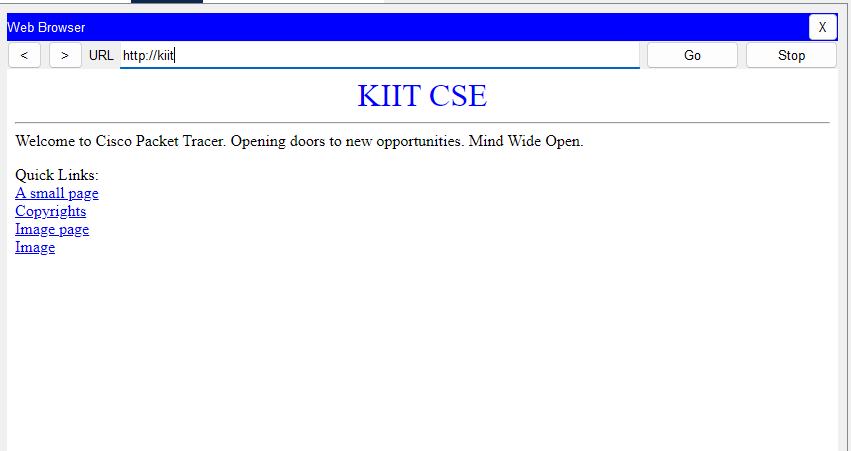 Web Browser X
< > URL http://kiit Go Stop
KIIT CSE
Welcome to Cisco Packet Tracer. Opening doors to new opportunities. Mind Wide Open.
Quick Links:
A small page
Copyrights
Image page
Image